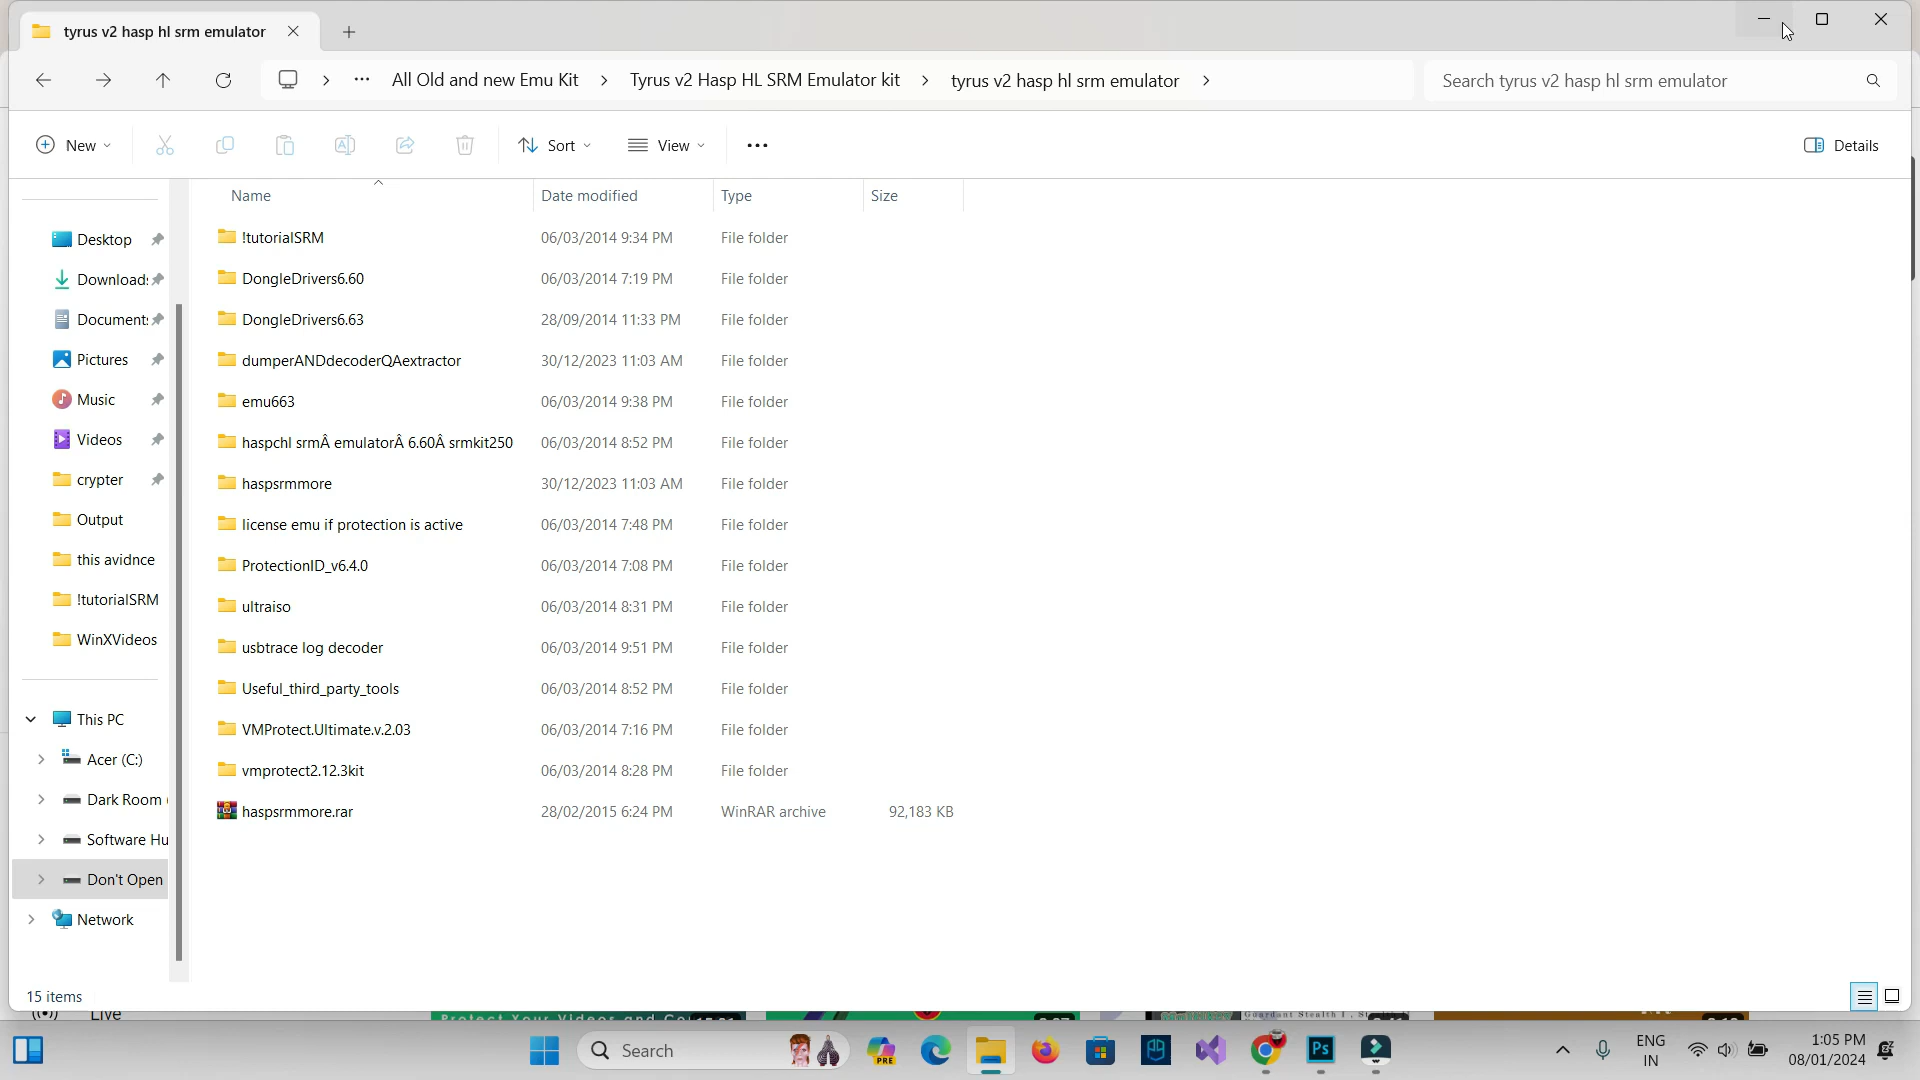 tyrus v2 hasp hl srm emulator
All Old and new Emu Kit
Tyrus v2 Hasp HL SRM Emulator kit
tyrus v2 hasp hl srm emulator
Search tyrus v2 hasp hl srm emulator
New
Sort
View
Details
Name
Date modified
Type
Size
!tutorialSRM 06/03/2014 9:34 PM File folder
DongleDrivers6.60 06/03/2014 7:19 PM File folder
DongleDrivers6.63 28/09/2014 11:33 PM File folder
dumperANDdecoderQAextractor 30/12/2023 11:03 AM File folder
emu663 06/03/2014 9:38 PM File folder
haspchl srmÂ emulatorÂ 6.60Â srmkit250 06/03/2014 8:52 PM File folder
haspsrmmore 30/12/2023 11:03 AM File folder
license emu if protection is active 06/03/2014 7:48 PM File folder
ProtectionID_v6.4.0 06/03/2014 7:08 PM File folder
ultraiso 06/03/2014 8:31 PM File folder
usbtrace log decoder 06/03/2014 9:51 PM File folder
Useful_third_party_tools 06/03/2014 8:52 PM File folder
VMProtect.Ultimate.v.2.03 06/03/2014 7:16 PM File folder
vmprotect2.12.3kit 06/03/2014 8:28 PM File folder
haspsrmmore.rar 28/02/2015 6:24 PM WinRAR archive 92,183 KB
Desktop
Downloads
Documents
Pictures
Music
Videos
crypter
Output
this avidnce
!tutorialSRM
WinXVideos
This PC
Acer (C:)
Dark Room (
Software Hu
Don't Open
Network
15 items
Live
Search
PRE
Ps
ENG
IN
1:05 PM
08/01/2024